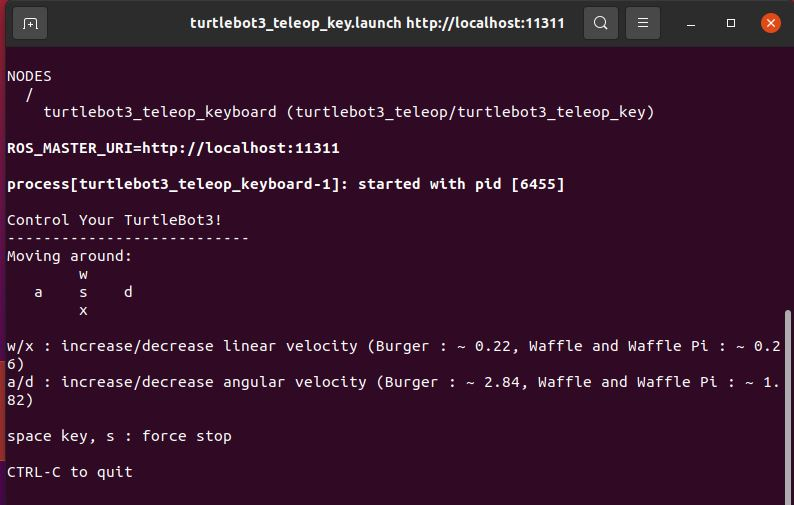 turtlebot3_teleop_key.launch http://localhost:11311
NODES
/
turtlebot3_teleop_keyboard (turtlebot3_teleop/turtlebot3_teleop_key)
ROS_MASTER_URI=http://localhost:11311
process[turtlebot3_teleop_keyboard-1]: started with pid [6455]
Control Your TurtleBot3!
---------------------------
Moving around:
w
a s d
x
w/x : increase/decrease linear velocity (Burger : ~ 0.22, Waffle and Waffle Pi : ~ 0.2
6)
a/d : increase/decrease angular velocity (Burger : ~ 2.84, Waffle and Waffle Pi : ~ 1.
82)
space key, s : force stop
CTRL-C to quit